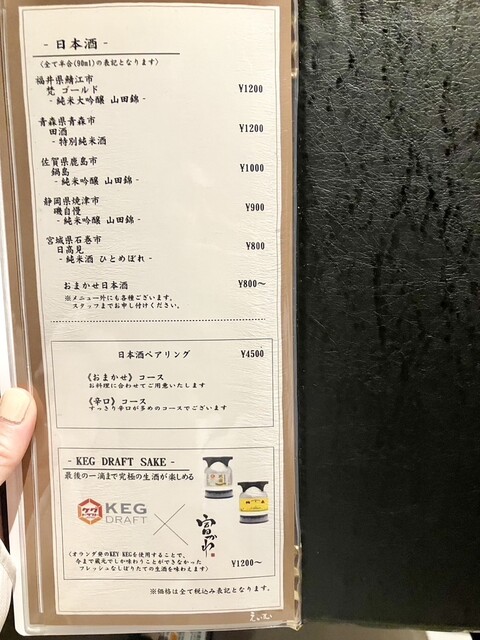 - 日本酒 -
(全て半合(90ml)の表記となります)
福井県鯖江市
梵 ゴールド
- 純米大吟醸 山田錦 -
¥1200
青森県青森市
田酒
- 特別純米酒
¥1200
佐賀県鹿島市
鍋島
- 純米吟醸 山田錦 -
¥1000
静岡県焼津市
磯自慢
- 純米吟醸 山田錦 -
¥900
宮城県石巻市
日高見
- 純米酒 ひとめぼれ -
¥800
おまかせ日本酒 ¥800〜
※メニュー外にも各種ございます。
スタッフまでお申し付けください。
日本酒ペアリング ¥4500
《おまかせ》コース
お料理に合わせてご用意いたします
《辛口》コース
すっきり辛口が多めのコースでございます
- KEG DRAFT SAKE -
最後の一滴まで究極の生酒が楽しめる
KEG
DRAFT
(オランダ発のKEY KEGを使用することで、
今まで蔵元でしか味わうことができなかった
フレッシュなしぼりたての生酒を味わえます)
¥1200〜
※価格は全て税込み表記となります。